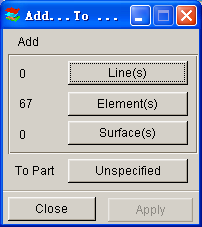 Add...To ...
Add
0 Line(s)
67 Element(s)
0 Surface(s)
To Part Unspecified
Close Apply